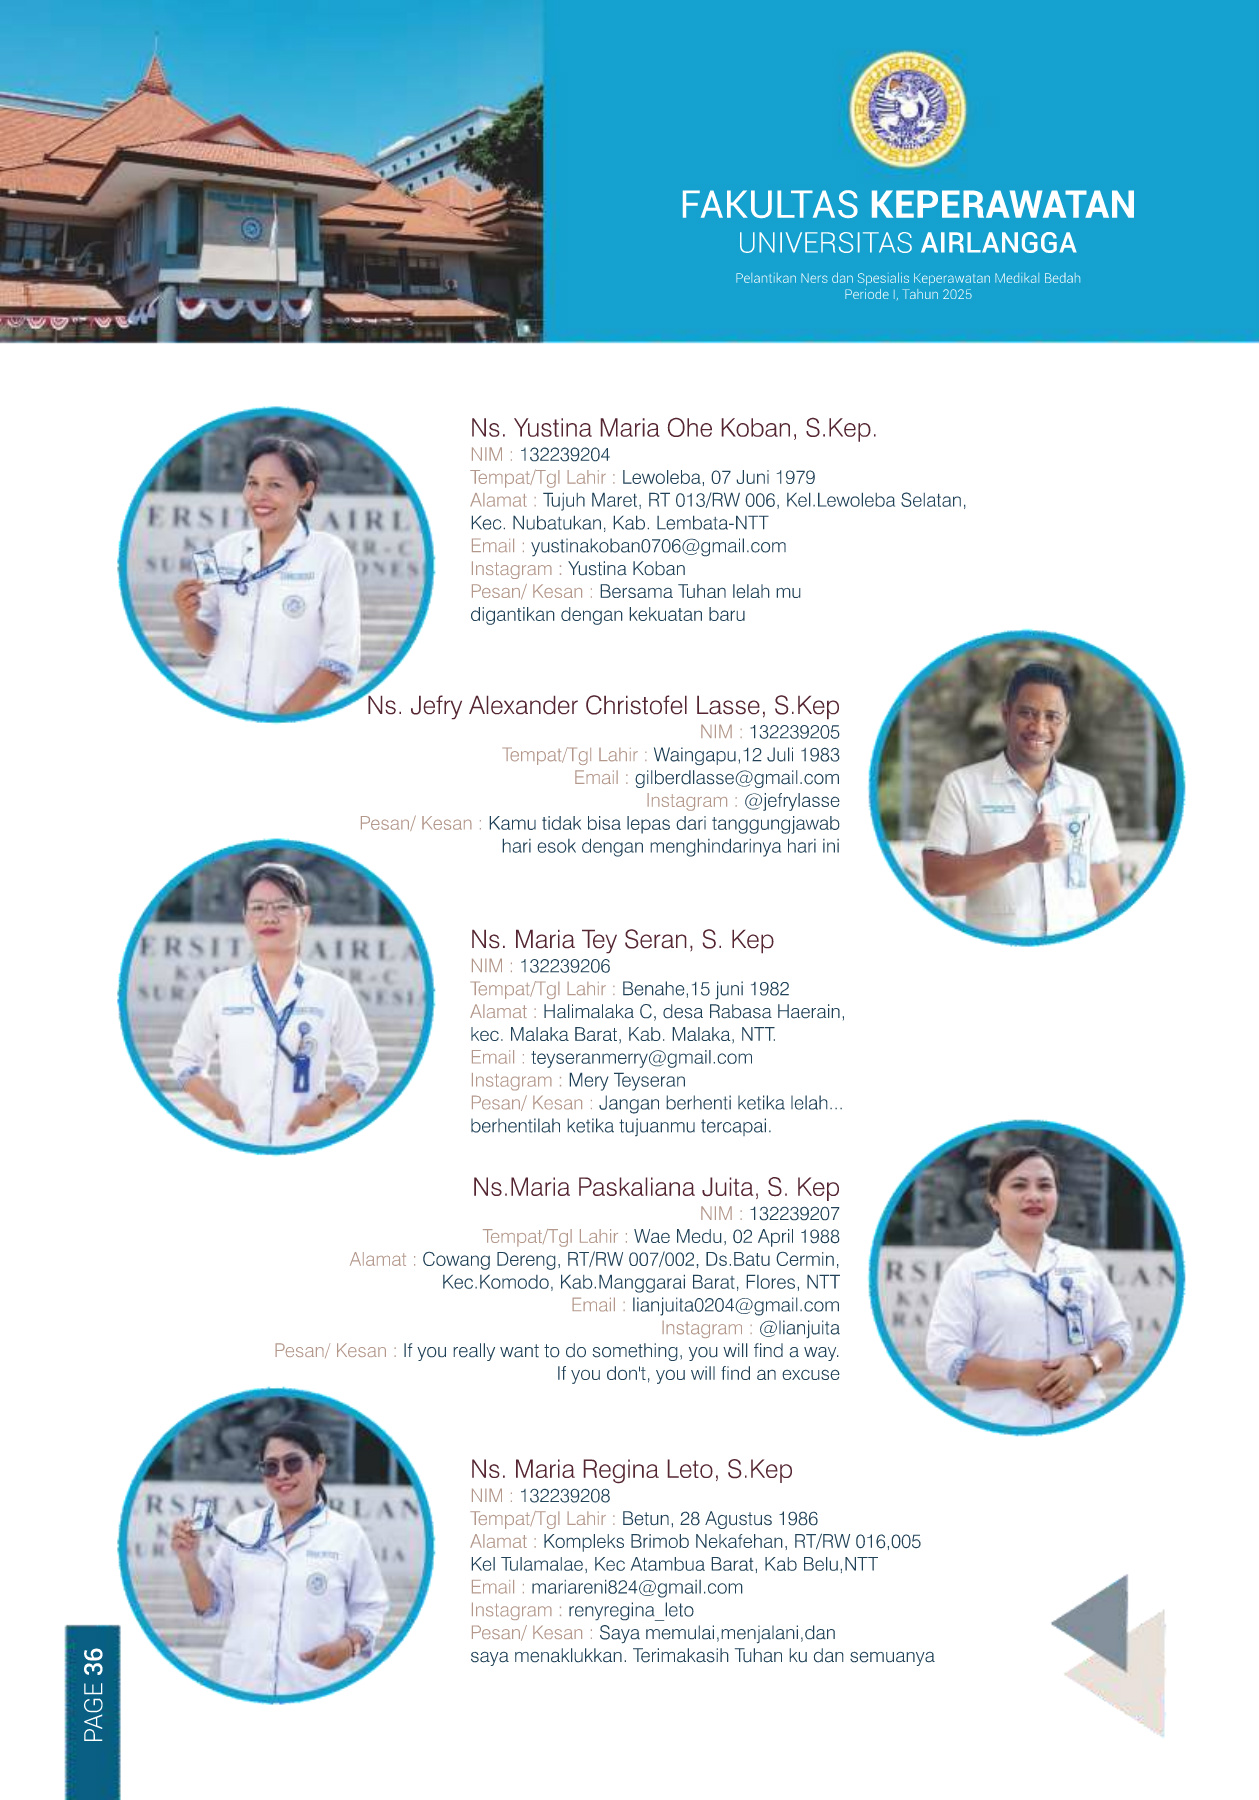 FAKULTAS KEPERAWATAN
UNIVERSITAS AIRLANGGA
Pelantikan Ners dan Spesialis Keperawatan Medikal Bedah
Periode I, Tahun 2025
Ns. Yustina Maria Ohe Koban, S.Kep.
NIM : 132239204
Tempat/Tgl Lahir : Lewoleba, 07 Juni 1979
Alamat : Tujuh Maret, RT 013/RW 006, Kel.Lewoleba Selatan,
Kec. Nubatukan, Kab. Lembata-NTT
Email : yustinakoban0706@gmail.com
Instagram : Yustina Koban
Pesan/ Kesan : Bersama Tuhan lelah mu
digantikan dengan kekuatan baru
Ns. Jefry Alexander Christofel Lasse, S.Kep
NIM : 132239205
Tempat/Tgl Lahir : Waingapu,12 Juli 1983
Email : gilberdlasse@gmail.com
Instagram : @jefrylasse
Pesan/ Kesan : Kamu tidak bisa lepas dari tanggungjawab
hari esok dengan menghindarinya hari ini
Ns. Maria Tey Seran, S. Kep
NIM : 132239206
Tempat/Tgl Lahir : Benahe,15 juni 1982
Alamat : Halimalaka C, desa Rabasa Haerain,
kec. Malaka Barat, Kab. Malaka, NTT.
Email : teyseranmerry@gmail.com
Instagram : Mery Teyseran
Pesan/ Kesan : Jangan berhenti ketika lelah...
berhentilah ketika tujuanmu tercapai.
Ns.Maria Paskaliana Juita, S. Kep
NIM : 132239207
Tempat/Tgl Lahir : Wae Medu, 02 April 1988
Alamat : Cowang Dereng, RT/RW 007/002, Ds.Batu Cermin,
Kec.Komodo, Kab.Manggarai Barat, Flores, NTT
Email : lianjuita0204@gmail.com
Instagram : @lianjuita
Pesan/ Kesan : If you really want to do something, you will find a way.
If you don't, you will find an excuse
Ns. Maria Regina Leto, S.Kep
NIM : 132239208
Tempat/Tgl Lahir : Betun, 28 Agustus 1986
Alamat : Kompleks Brimob Nekafehan, RT/RW 016,005
Kel Tulamalae, Kec Atambua Barat, Kab Belu,NTT
Email : mariareni824@gmail.com
Instagram : renyregina_leto
Pesan/ Kesan : Saya memulai,menjalani,dan
saya menaklukkan. Terimakasih Tuhan ku dan semuanya
PAGE 36